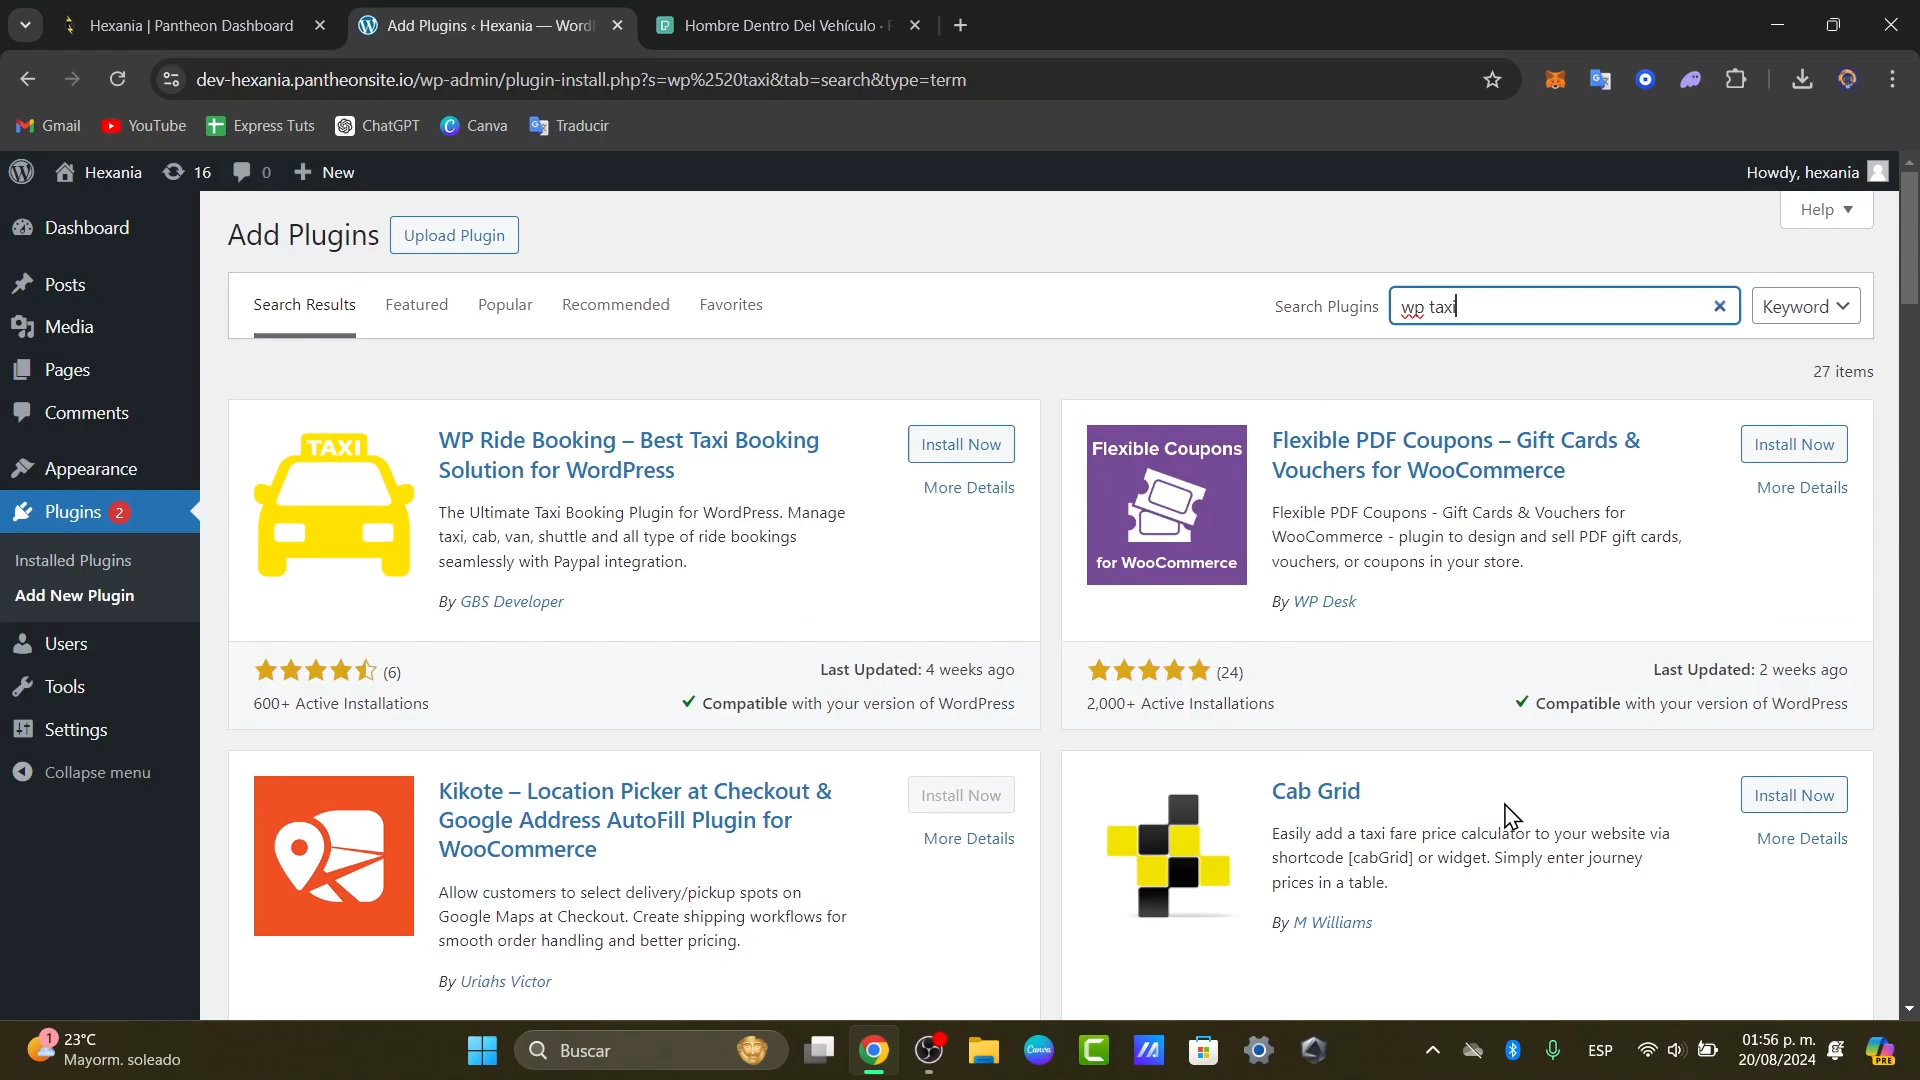 Hexania | Pantheon Dashboard
Add Plugins ‹ Hexania — Word
Hombre Dentro Del Vehículo ·
dev-hexania.pantheonsite.io/wp-admin/plugin-install.php?s=wp%2520taxi&tab=search&type=term
Gmail
YouTube
Express Tuts
ChatGPT
Canva
Traducir
Hexania
16
0
New
Howdy, hexania
Dashboard
Posts
Media
Pages
Comments
Appearance
Plugins 2
Installed Plugins
Add New Plugin
Users
Tools
Settings
Collapse menu
Help
Add Plugins
Upload Plugin
Search Results
Featured
Popular
Recommended
Favorites
Search Plugins
wp taxi
Keyword
27 items
TAXI
WP Ride Booking – Best Taxi Booking
Solution for WordPress
Install Now
More Details
The Ultimate Taxi Booking Plugin for WordPress. Manage
taxi, cab, van, shuttle and all type of ride bookings
seamlessly with Paypal integration.
By GBS Developer
(6)
600+ Active Installations
Last Updated: 4 weeks ago
Compatible with your version of WordPress
Flexible Coupons
for WooCommerce
Flexible PDF Coupons – Gift Cards &
Vouchers for WooCommerce
Install Now
More Details
Flexible PDF Coupons - Gift Cards & Vouchers for
WooCommerce - plugin to design and sell PDF gift cards,
vouchers, or coupons in your store.
By WP Desk
(24)
2,000+ Active Installations
Last Updated: 2 weeks ago
Compatible with your version of WordPress
Kikote – Location Picker at Checkout &
Google Address AutoFill Plugin for
WooCommerce
Install Now
More Details
Allow customers to select delivery/pickup spots on
Google Maps at Checkout. Create shipping workflows for
smooth order handling and better pricing.
By Uriahs Victor
Cab Grid
Install Now
More Details
Easily add a taxi fare price calculator to your website via
shortcode [cabGrid] or widget. Simply enter journey
prices in a table.
By M Williams
1
23°C
Mayorm. soleado
Buscar
Canva
ESP
01:56 p. m.
20/08/2024
PRE